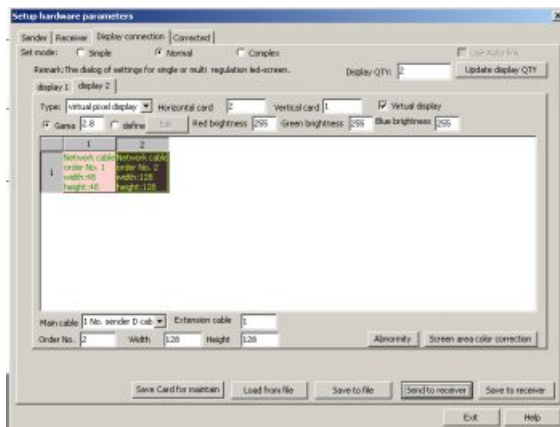 Setup hardware parameters
Sender Receiver Display connection Corrected
Set mode: Simple Normal Complex Use Auto link
Remark:The dialog of settings for single or multi regulation led-screen. Display QTY: 2 Update display QTY
display 1 display 2
Type: virtual pixel display Horizontal card 2 Vertical card 1 Virtual display
Gama 2.8 define Edit Red brightness 255 Green brightness 255 Blue brightness 255
1 2
1
Network cable
order No. 1
width:48
height:48
Network cable
order No. 2
width:128
height:128
Main cable 1 No. sender D cab Extension cable 1
Order No. 2 Width 128 Height 128 Abnormity Screen area color correction
Save Card for maintain Load from file Save to file Send to receiver Save to receiver
Exit Help